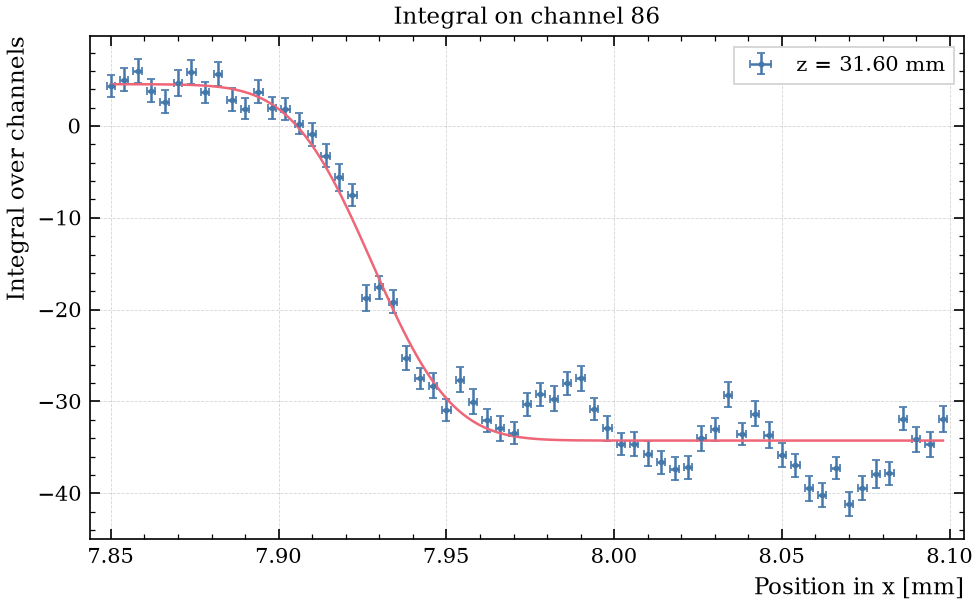 Integral on channel 86
Integral over channels
z = 31.60 mm
0
−10
−20
−30
−40
7.85 7.90 7.95 8.00 8.05 8.10
Position in x [mm]